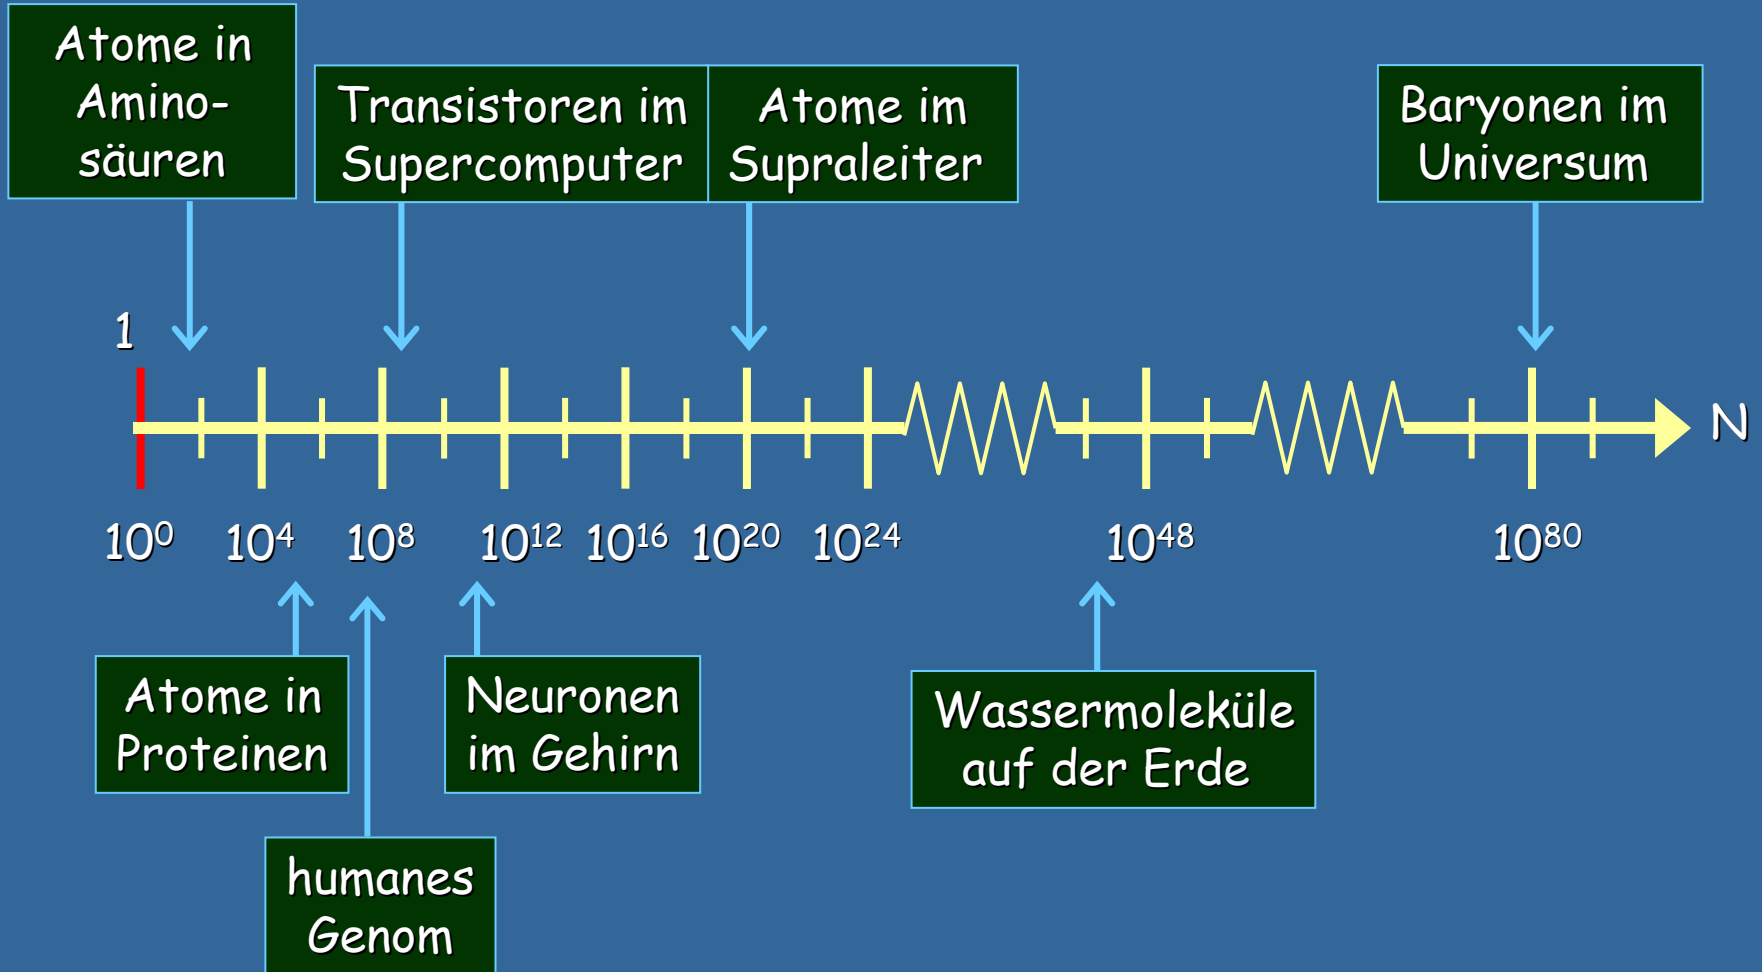 Atome in
Amino-
säuren
Transistoren im
Supercomputer
Atome im
Supraleiter
Baryonen im
Universum
1
N
10⁰ 10⁴ 10⁸ 10¹² 10¹⁶ 10²⁰ 10²⁴ 10⁴⁸ 10⁸⁰
Atome in
Proteinen
Neuronen
im Gehirn
Wassermoleküle
auf der Erde
humanes
Genom